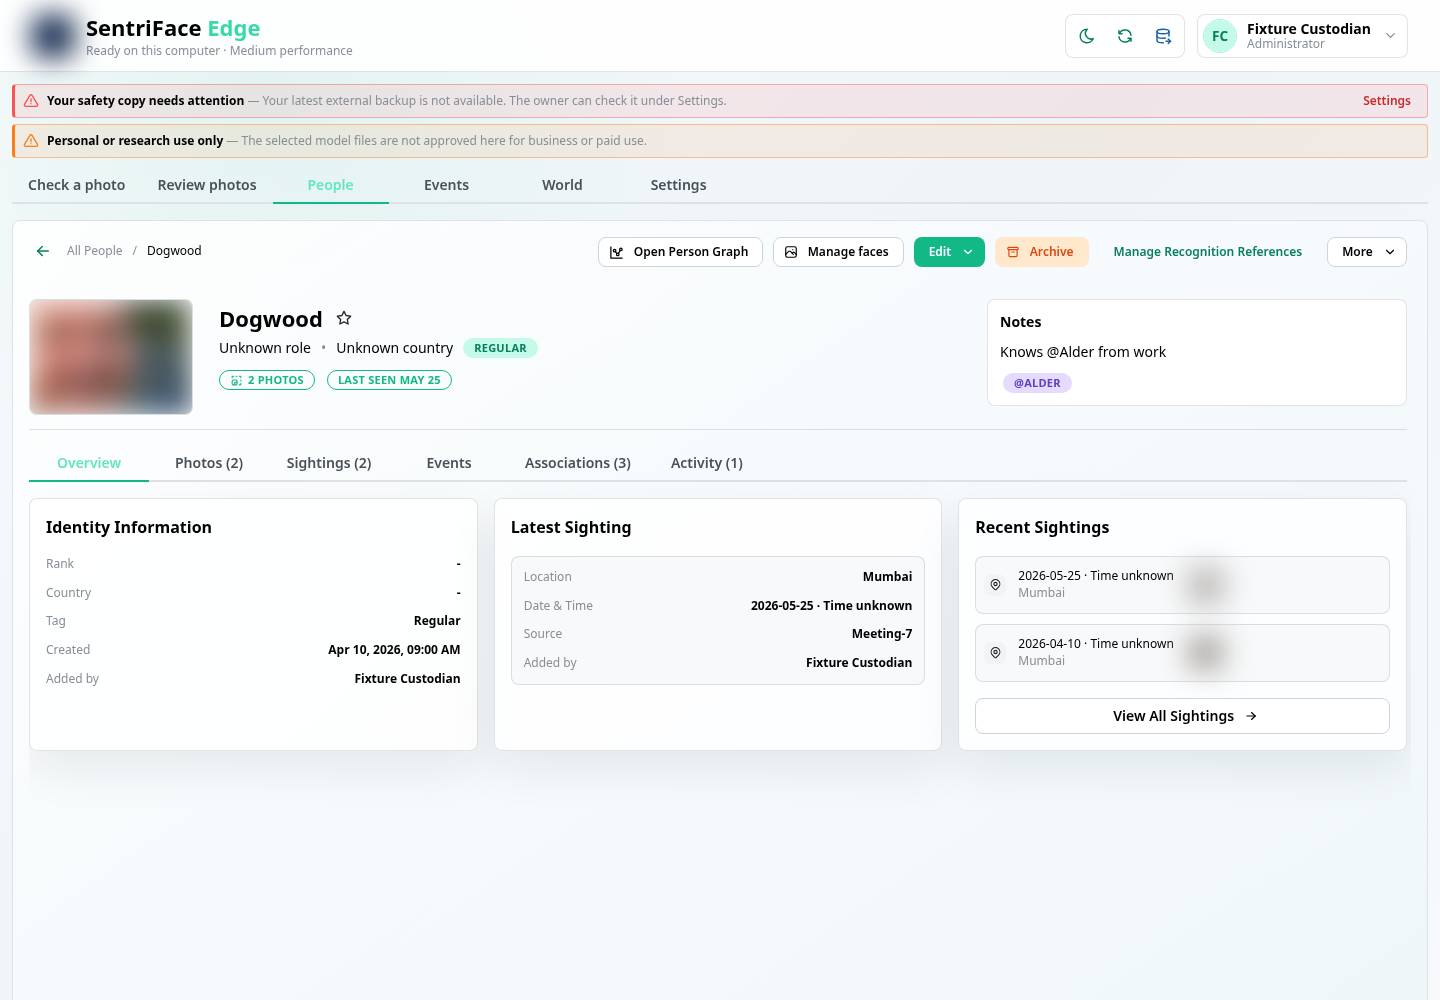 SentriFace Edge
Ready on this computer · Medium performance
FC
Fixture Custodian
Administrator
Your safety copy needs attention — Your latest external backup is not available. The owner can check it under Settings.
Settings
Personal or research use only — The selected model files are not approved here for business or paid use.
Check a photo
Review photos
People
Events
World
Settings
All People / Dogwood
Open Person Graph
Manage faces
Edit
Archive
Manage Recognition References
More
Dogwood
Unknown role • Unknown country REGULAR
2 PHOTOS
LAST SEEN MAY 25
Notes
Knows @Alder from work
@ALDER
Overview
Photos (2)
Sightings (2)
Events
Associations (3)
Activity (1)
Identity Information
Rank -
Country -
Tag Regular
Created Apr 10, 2026, 09:00 AM
Added by Fixture Custodian
Latest Sighting
Location Mumbai
Date & Time 2026-05-25 · Time unknown
Source Meeting-7
Added by Fixture Custodian
Recent Sightings
2026-05-25 · Time unknown
Mumbai
2026-04-10 · Time unknown
Mumbai
View All Sightings